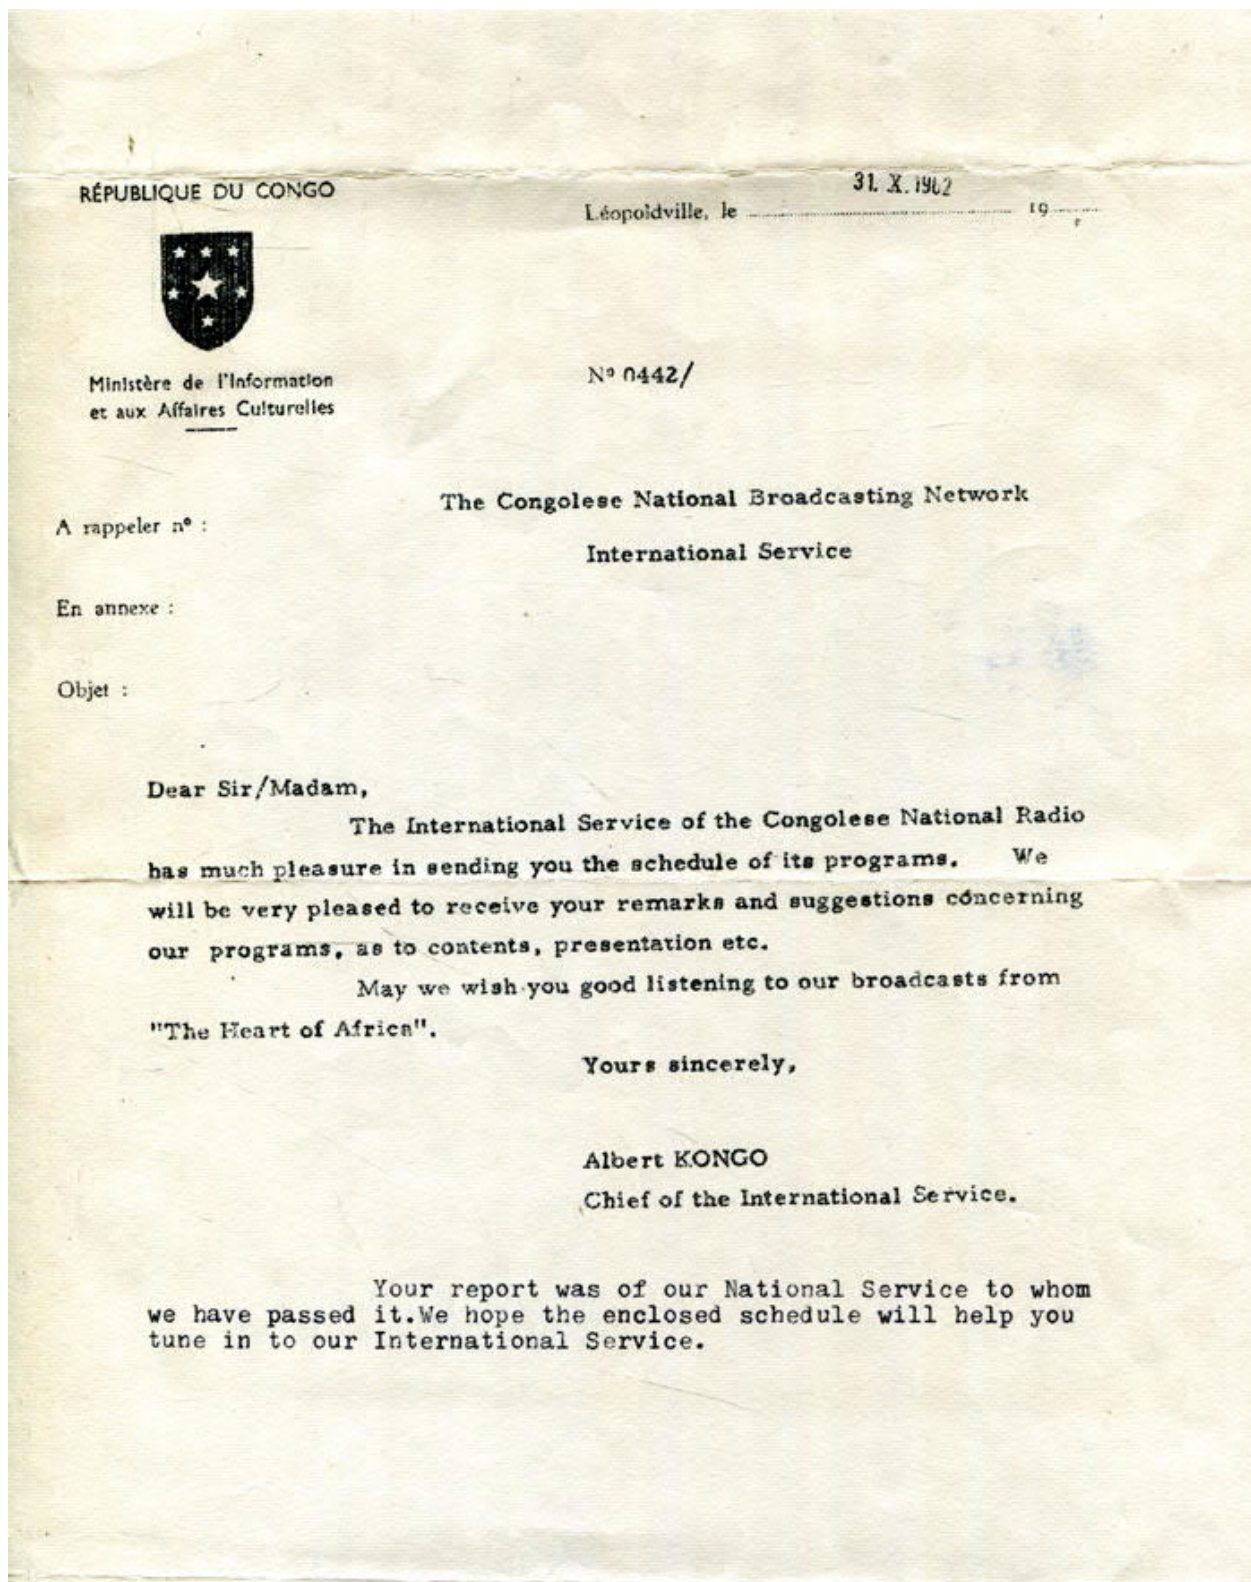 RÉPUBLIQUE DU CONGO
31. X. 1962
Léopoldville, le 19
Ministère de l'Information
et aux Affaires Culturelles
Nº 0442/
The Congolese National Broadcasting Network
A rappeler nº :
International Service
En annexe :
Objet :
Dear Sir/Madam,
The International Service of the Congolese National Radio
has much pleasure in sending you the schedule of its programs. We
will be very pleased to receive your remarks and suggestions concerning
our programs, as to contents, presentation etc.
May we wish you good listening to our broadcasts from
"The Heart of Africa".
Yours sincerely,
Albert KONGO
Chief of the International Service.
Your report was of our National Service to whom
we have passed it.We hope the enclosed schedule will help you
tune in to our International Service.